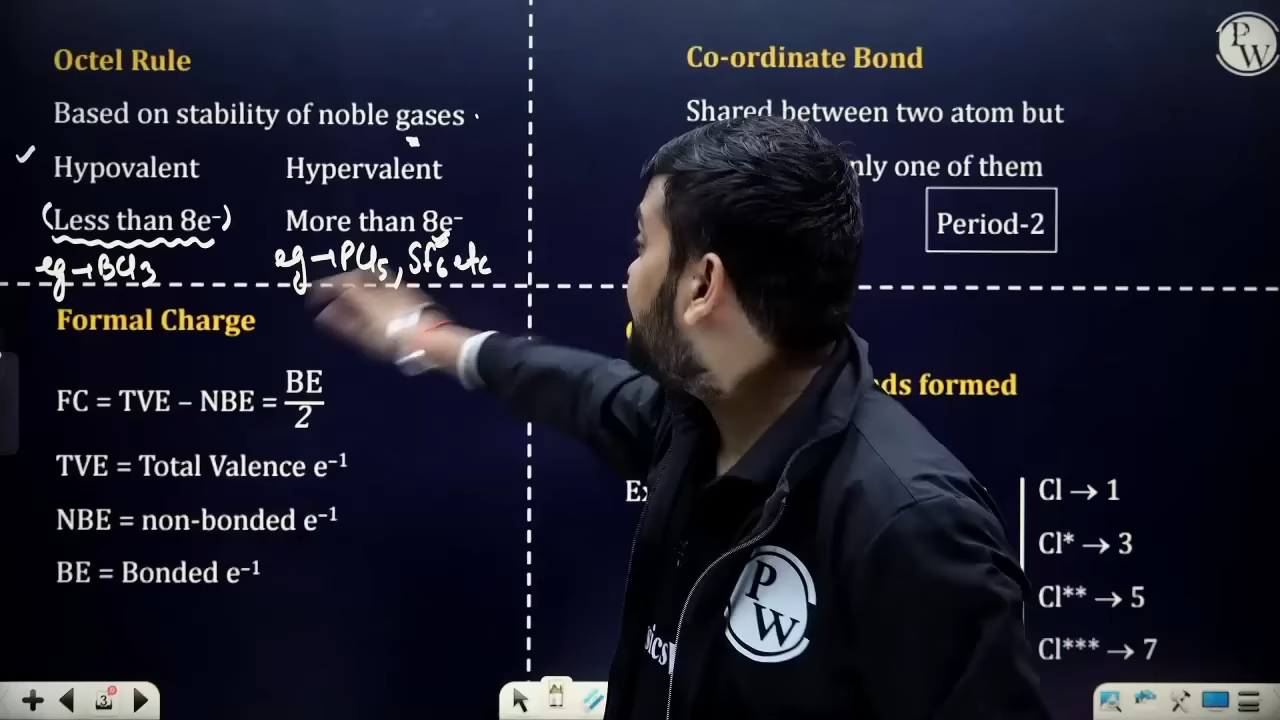 Octel Rule
Based on stability of noble gases
Hypovalent Hypervalent
(Less than 8e⁻) More than 8e⁻
eg→BCl3 eg→PCl5, SF6 etc
Formal Charge
FC = TVE – NBE = BE/2
TVE = Total Valence e⁻¹
NBE = non-bonded e⁻¹
BE = Bonded e⁻¹
Co-ordinate Bond
Shared between two atom but
only one of them
Period-2
formed
Cl → 1
Cl* → 3
Cl** → 5
Cl*** → 7
P
W
P
W
3